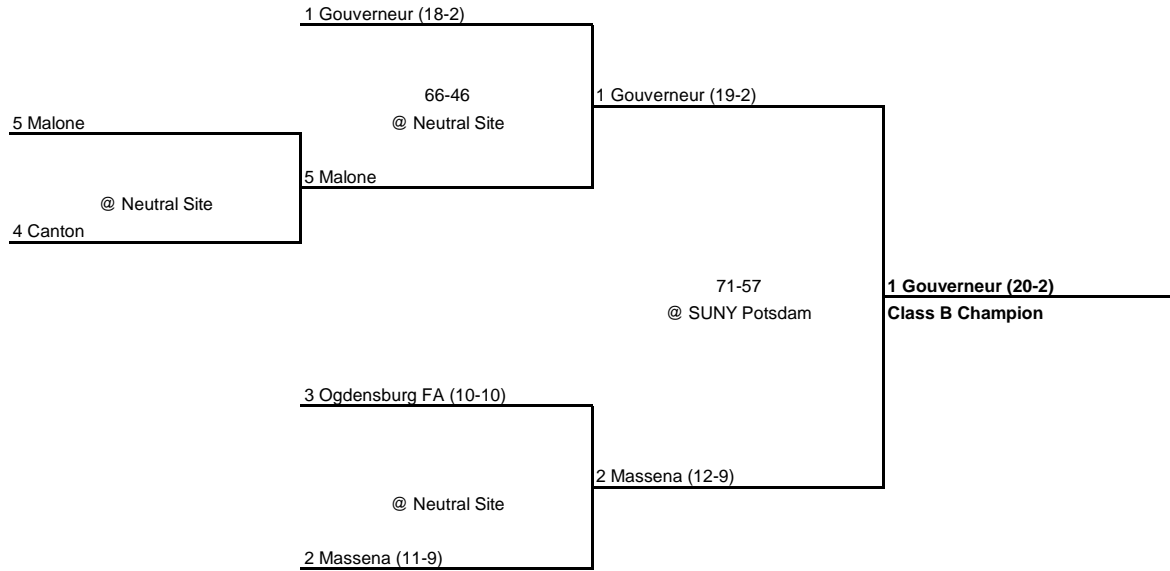 1 Gouverneur (18-2)
66-46
1 Gouverneur (19-2)
@ Neutral Site
5 Malone
5 Malone
@ Neutral Site
4 Canton
71-57
1 Gouverneur (20-2)
@ SUNY Potsdam
Class B Champion
3 Ogdensburg FA (10-10)
2 Massena (12-9)
@ Neutral Site
2 Massena (11-9)